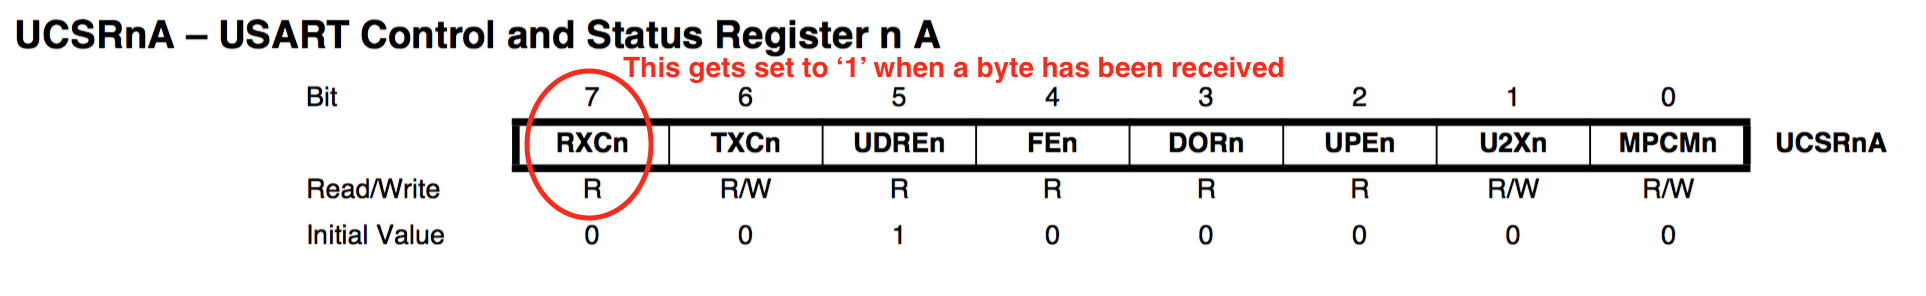 UCSRnA – USART Control and Status Register n A
This gets set to ‘1’ when a byte has been received
Bit 7 6 5 4 3 2 1 0
RXCn TXCn UDREn FEn DORn UPEn U2Xn MPCMn UCSRnA
Read/Write R R/W R R R R R/W R/W
Initial Value 0 0 1 0 0 0 0 0